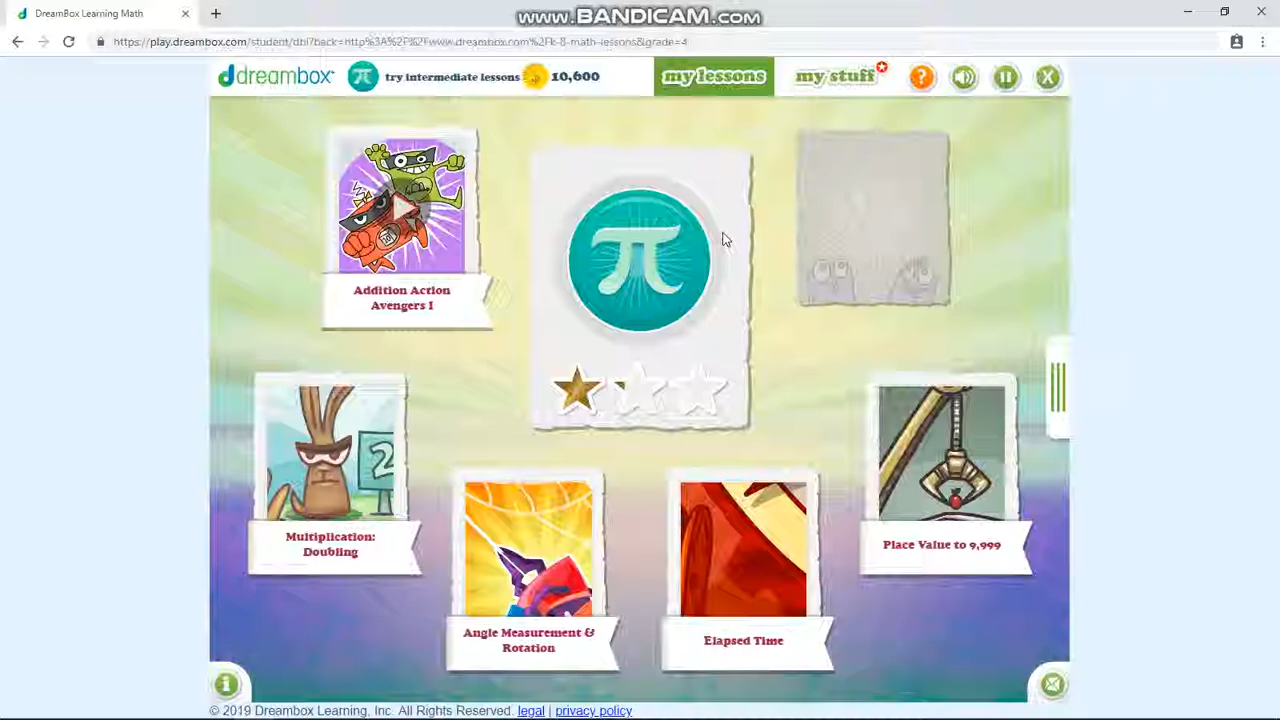 DreamBox Learning Math
www.BANDICAM.com
https://play.dreambox.com/student/dbl?back=http%3A%2F%2Fwww.dreambox.com%2Fk-8-math-lessons&grade=4
dreambox
π
try intermediate lessons
10,600
my lessons
my stuff
?
X
π
Addition Action
Avengers I
2
Multiplication:
Doubling
Angle Measurement &
Rotation
Elapsed Time
Place Value to 9,999
i
© 2019 DreamBox Learning, Inc. All Rights Reserved. legal | privacy policy